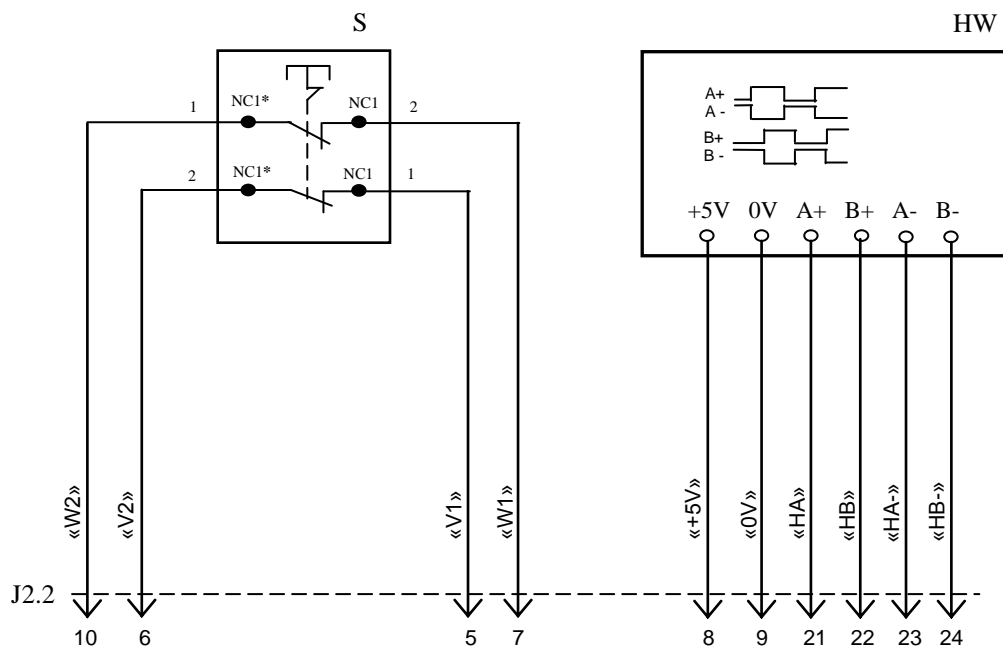 S HW
1 NC1* NC1 2
2 NC1* NC1 1
A+
A -
B+
B -
+5V 0V A+ B+ A- B-
«W2» «V2» «V1» «W1» «+5V» «0V» «HA» «HB» «HA-» «HB-»
J2.2
10 6 5 7 8 9 21 22 23 24